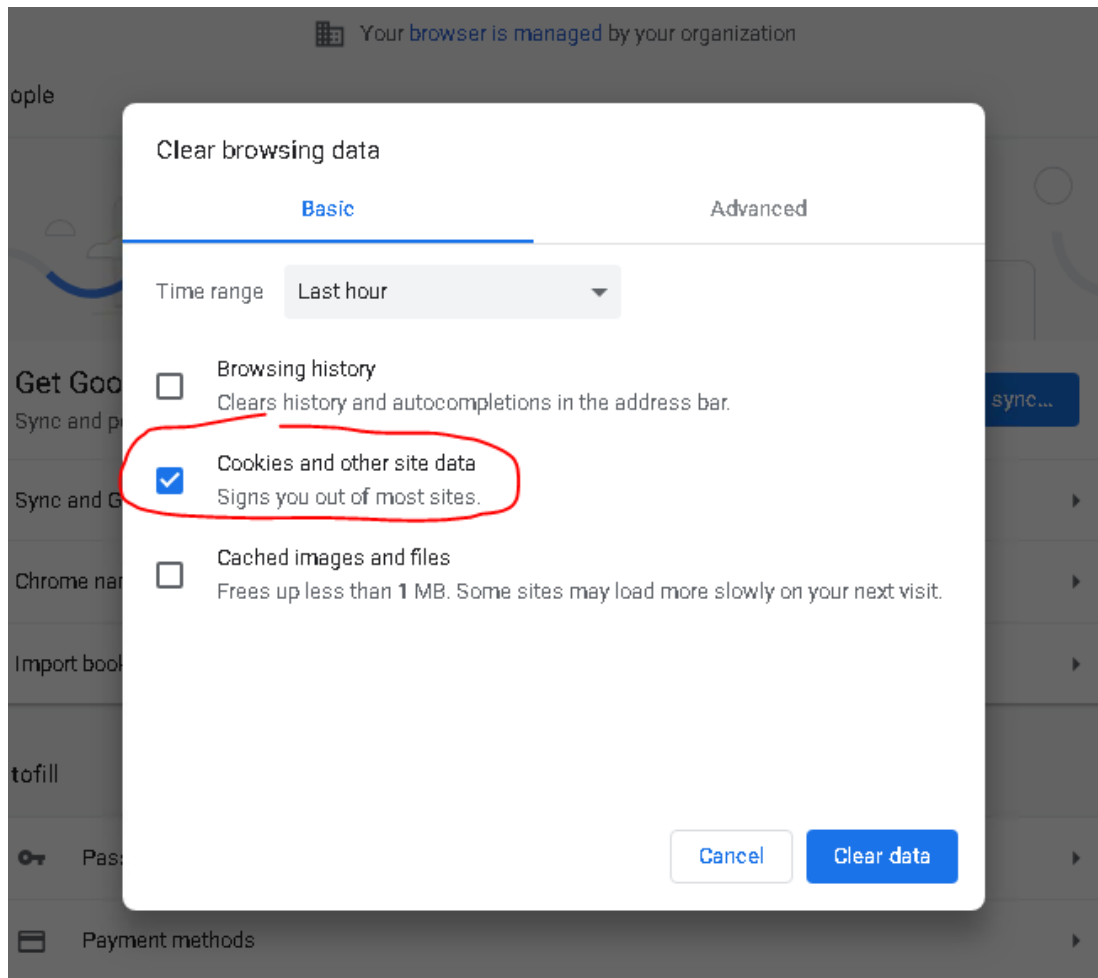 Your browser is managed by your organization
ople
Clear browsing data
Basic
Advanced
Time range
Last hour
Browsing history
Clears history and autocompletions in the address bar.
Get Goo
Sync and p
sync...
Cookies and other site data
Signs you out of most sites.
Sync and G
Cached images and files
Frees up less than 1 MB. Some sites may load more slowly on your next visit.
Chrome nar
Import book
tofill
Cancel
Clear data
Pass
Payment methods